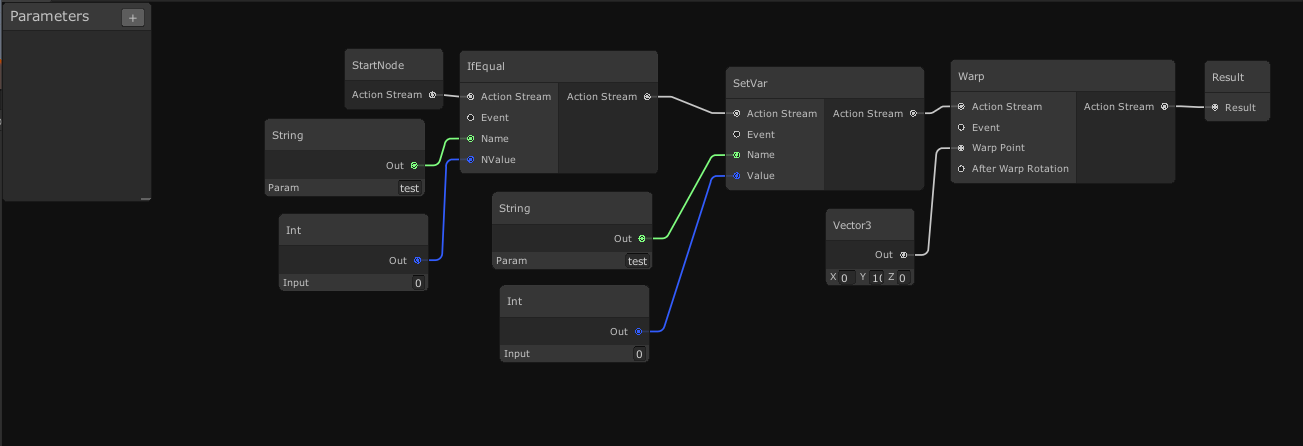 Parameters +
StartNode
Action Stream
IfEqual
Action Stream Action Stream
Event
Name
NValue
String
Out
Param test
Int
Out
Input 0
String
Out
Param test
Int
Out
Input 0
SetVar
Action Stream Action Stream
Event
Name
Value
Warp
Action Stream Action Stream
Event
Warp Point
After Warp Rotation
Vector3
Out
X 0 Y Z 0
Result
Result